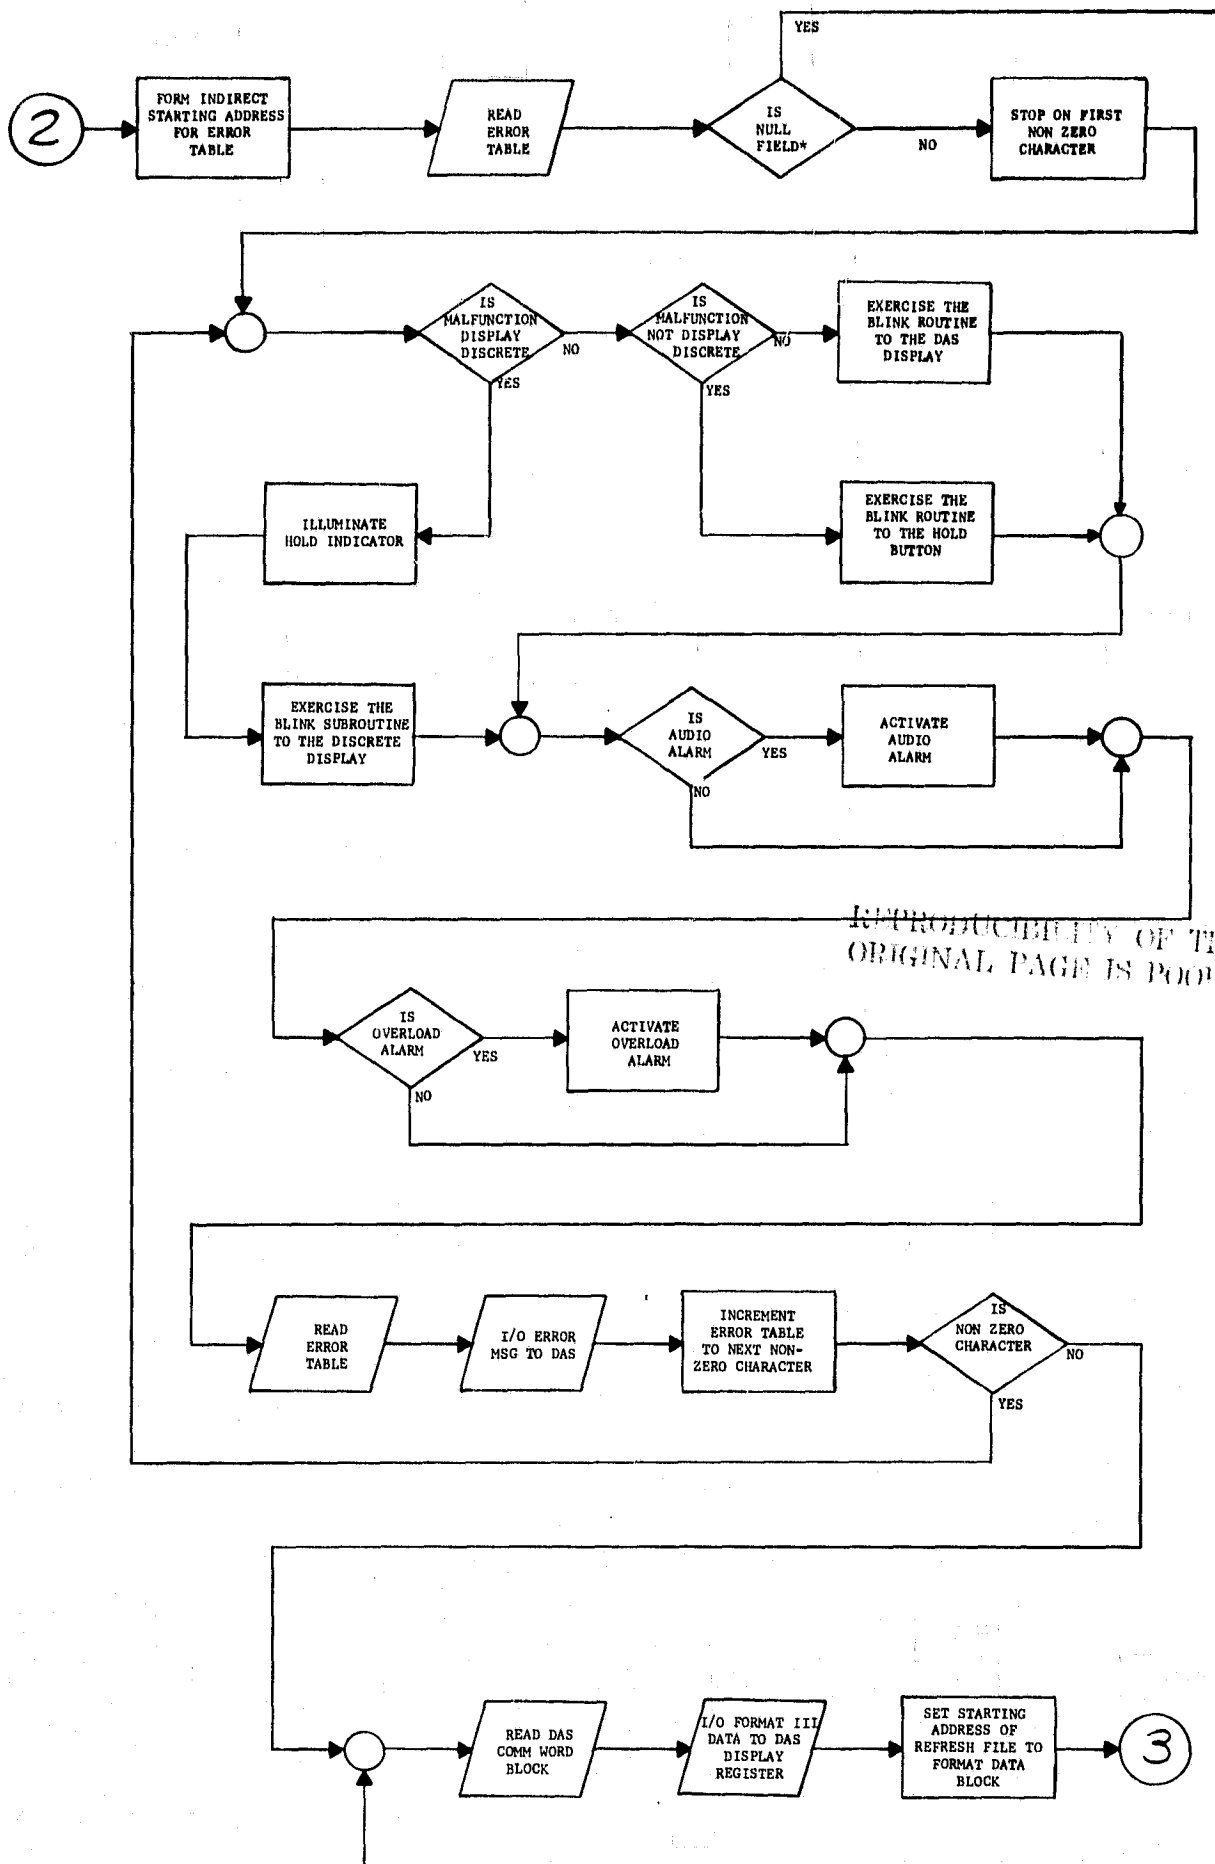 YES
2
FORM INDIRECT
STARTING ADDRESS
FOR ERROR
TABLE
READ
ERROR
TABLE
IS
NULL
FIELD*
NO
STOP ON FIRST
NON ZERO
CHARACTER
IS
MALFUNCTION
DISPLAY
DISCRETE
NO
YES
IS
MALFUNCTION
NOT DISPLAY
DISCRETE
NO
YES
EXERCISE THE
BLINK ROUTINE
TO THE DAS
DISPLAY
ILLUMINATE
HOLD INDICATOR
EXERCISE THE
BLINK ROUTINE
TO THE HOLD
BUTTON
EXERCISE THE
BLINK SUBROUTINE
TO THE DISCRETE
DISPLAY
IS
AUDIO
ALARM
YES
NO
ACTIVATE
AUDIO
ALARM
REPRODUCIBILITY OF
ORIGINAL PAGE IS
IS
OVERLOAD
ALARM
YES
NO
ACTIVATE
OVERLOAD
ALARM
READ
ERROR
TABLE
I/O ERROR
MSG TO DAS
INCREMENT
ERROR TABLE
TO NEXT NON-
ZERO CHARACTER
IS
NON ZERO
CHARACTER
NO
YES
READ DAS
COMM WORD
BLOCK
I/O FORMAT III
DATA TO DAS
DISPLAY
REGISTER
SET STARTING
ADDRESS OF
REFRESH FILE TO
FORMAT DATA
BLOCK
3